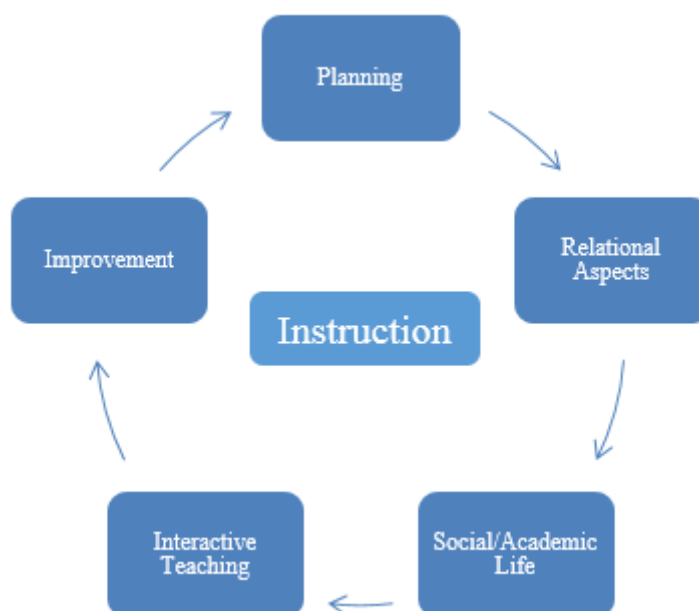 Planning
Improvement
Relational
Aspects
Instruction
Interactive
Teaching
Social/Academic
Life